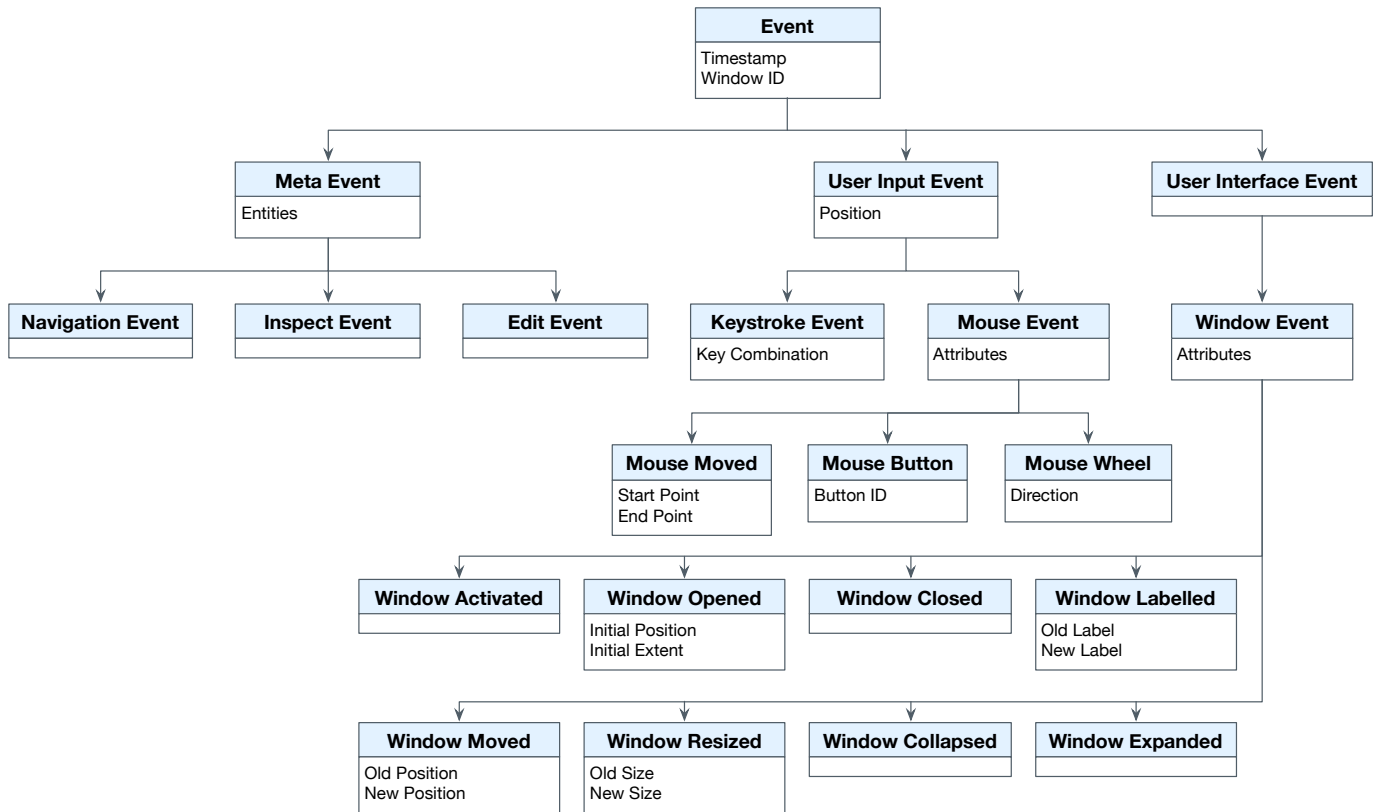 Event
Timestamp
Window ID
Meta Event
Entities
User Input Event
Position
User Interface Event
Navigation Event
Inspect Event
Edit Event
Keystroke Event
Key Combination
Mouse Event
Attributes
Window Event
Attributes
Mouse Moved
Start Point
End Point
Mouse Button
Button ID
Mouse Wheel
Direction
Window Activated
Window Opened
Initial Position
Initial Extent
Window Closed
Window Labelled
Old Label
New Label
Window Moved
Old Position
New Position
Window Resized
Old Size
New Size
Window Collapsed
Window Expanded